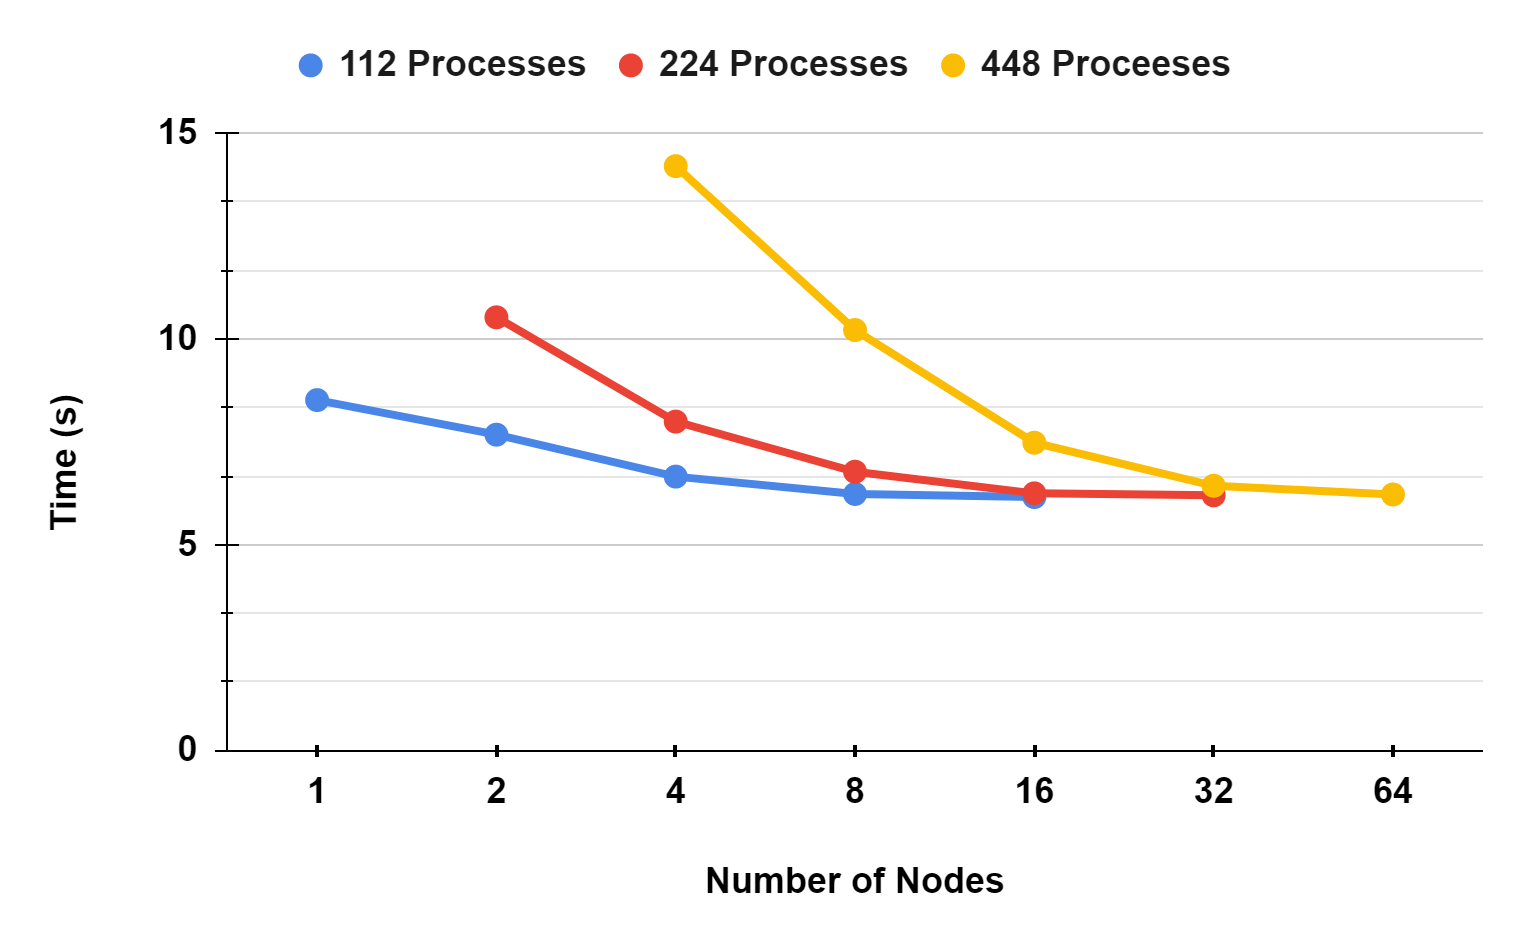 112 Processes 224 Processes 448 Proceeses
15
10
5
0
Time (s)
1 2 4 8 16 32 64
Number of Nodes